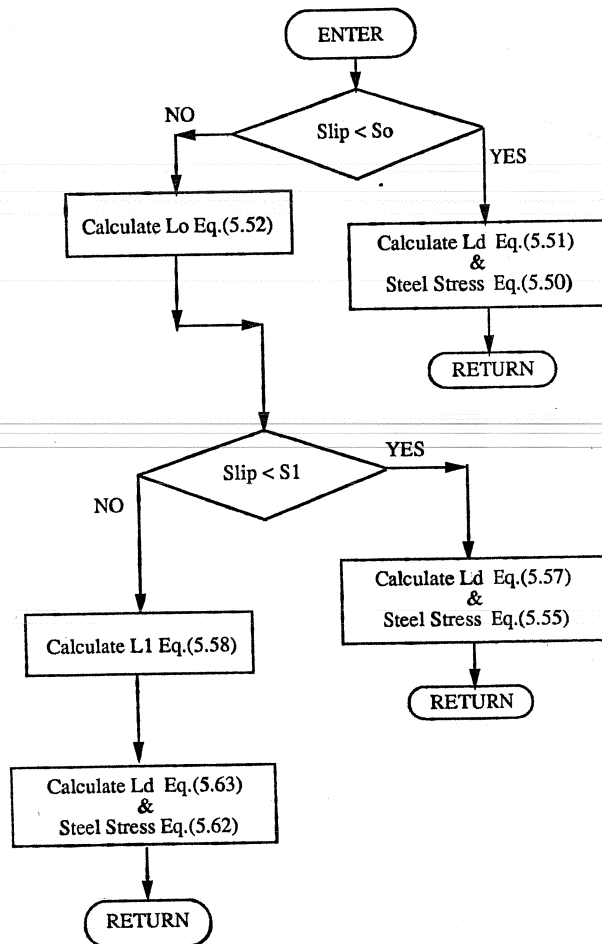 ENTER
NO
Slip < So
YES
Calculate Lo Eq.(5.52)
Calculate Ld Eq.(5.51)
&
Steel Stress Eq.(5.50)
RETURN
YES
Slip < S1
NO
Calculate Ld Eq.(5.57)
&
Steel Stress Eq.(5.55)
Calculate L1 Eq.(5.58)
RETURN
Calculate Ld Eq.(5.63)
&
Steel Stress Eq.(5.62)
RETURN